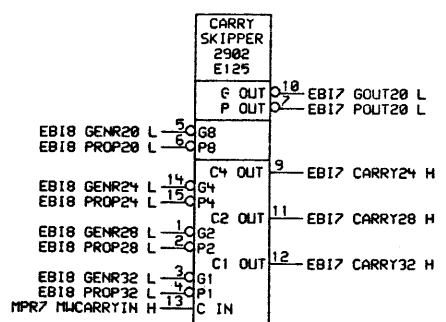 CARRY
SKIPPER
2902
E125
G OUT 10 EBI7 GOUT20 L
P OUT 7 EBI7 POUT20 L
EBI8 GENR20 L 5 G8
EBI8 PROP20 L 6 P8
C4 OUT 9 EBI7 CARRY24 H
EBI8 GENR24 L 14 G4
EBI8 PROP24 L 15 P4
C2 OUT 11 EBI7 CARRY28 H
EBI8 GENR28 L 1 G2
EBI8 PROP28 L 2 P2
C1 OUT 12 EBI7 CARRY32 H
EBI8 GENR32 L 3 G1
EBI8 PROP32 L 4 P1
MPR7 MWCARRYIN H 13 C IN